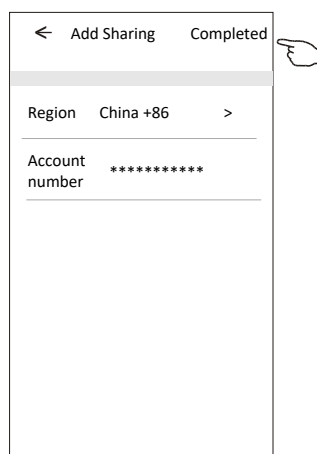 ← Add Sharing Completed
Region China +86 >
Account
number ***********